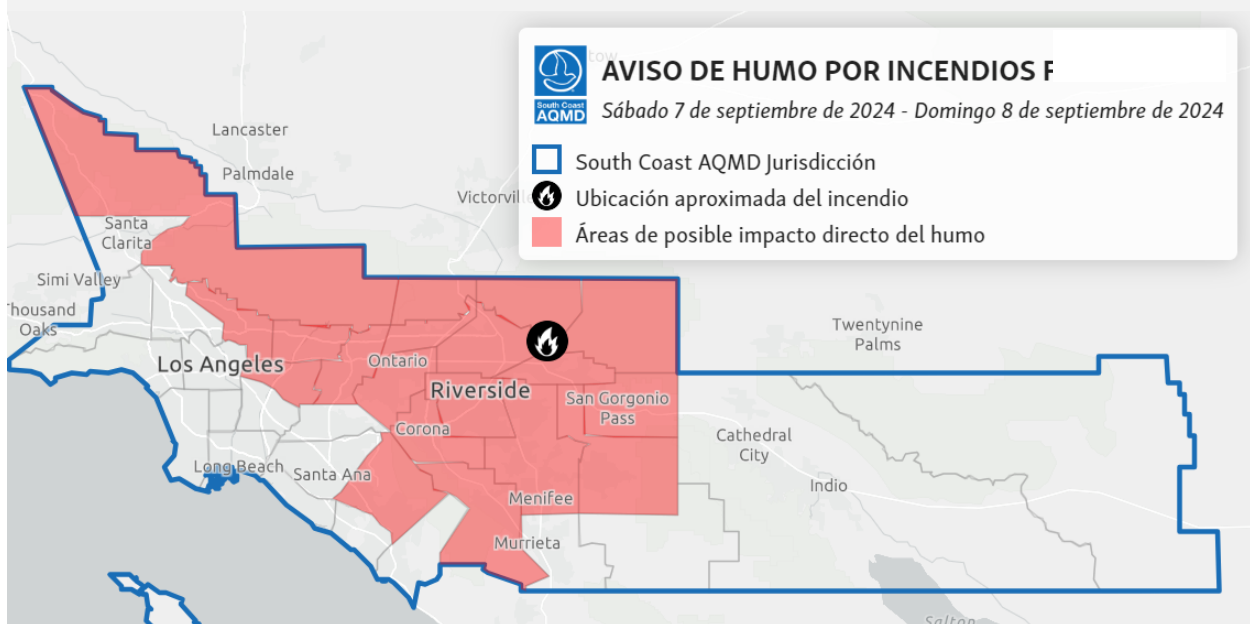 AVISO DE HUMO POR INCENDIOS
Sábado 7 de septiembre de 2024 - Domingo 8 de septiembre de 2024
South Coast
AQMD
South Coast AQMD Jurisdicción
Ubicación aproximada del incendio
Áreas de posible impacto directo del humo
Lancaster
Palmdale
Victorville
Santa
Clarita
Simi Valley
Thousand
Oaks
Twentynine
Palms
Los Angeles
Ontario
Riverside
San Gorgonio
Pass
Corona
Cathedral
City
Long Beach
Santa Ana
Indio
Menifee
Murrieta
Salton